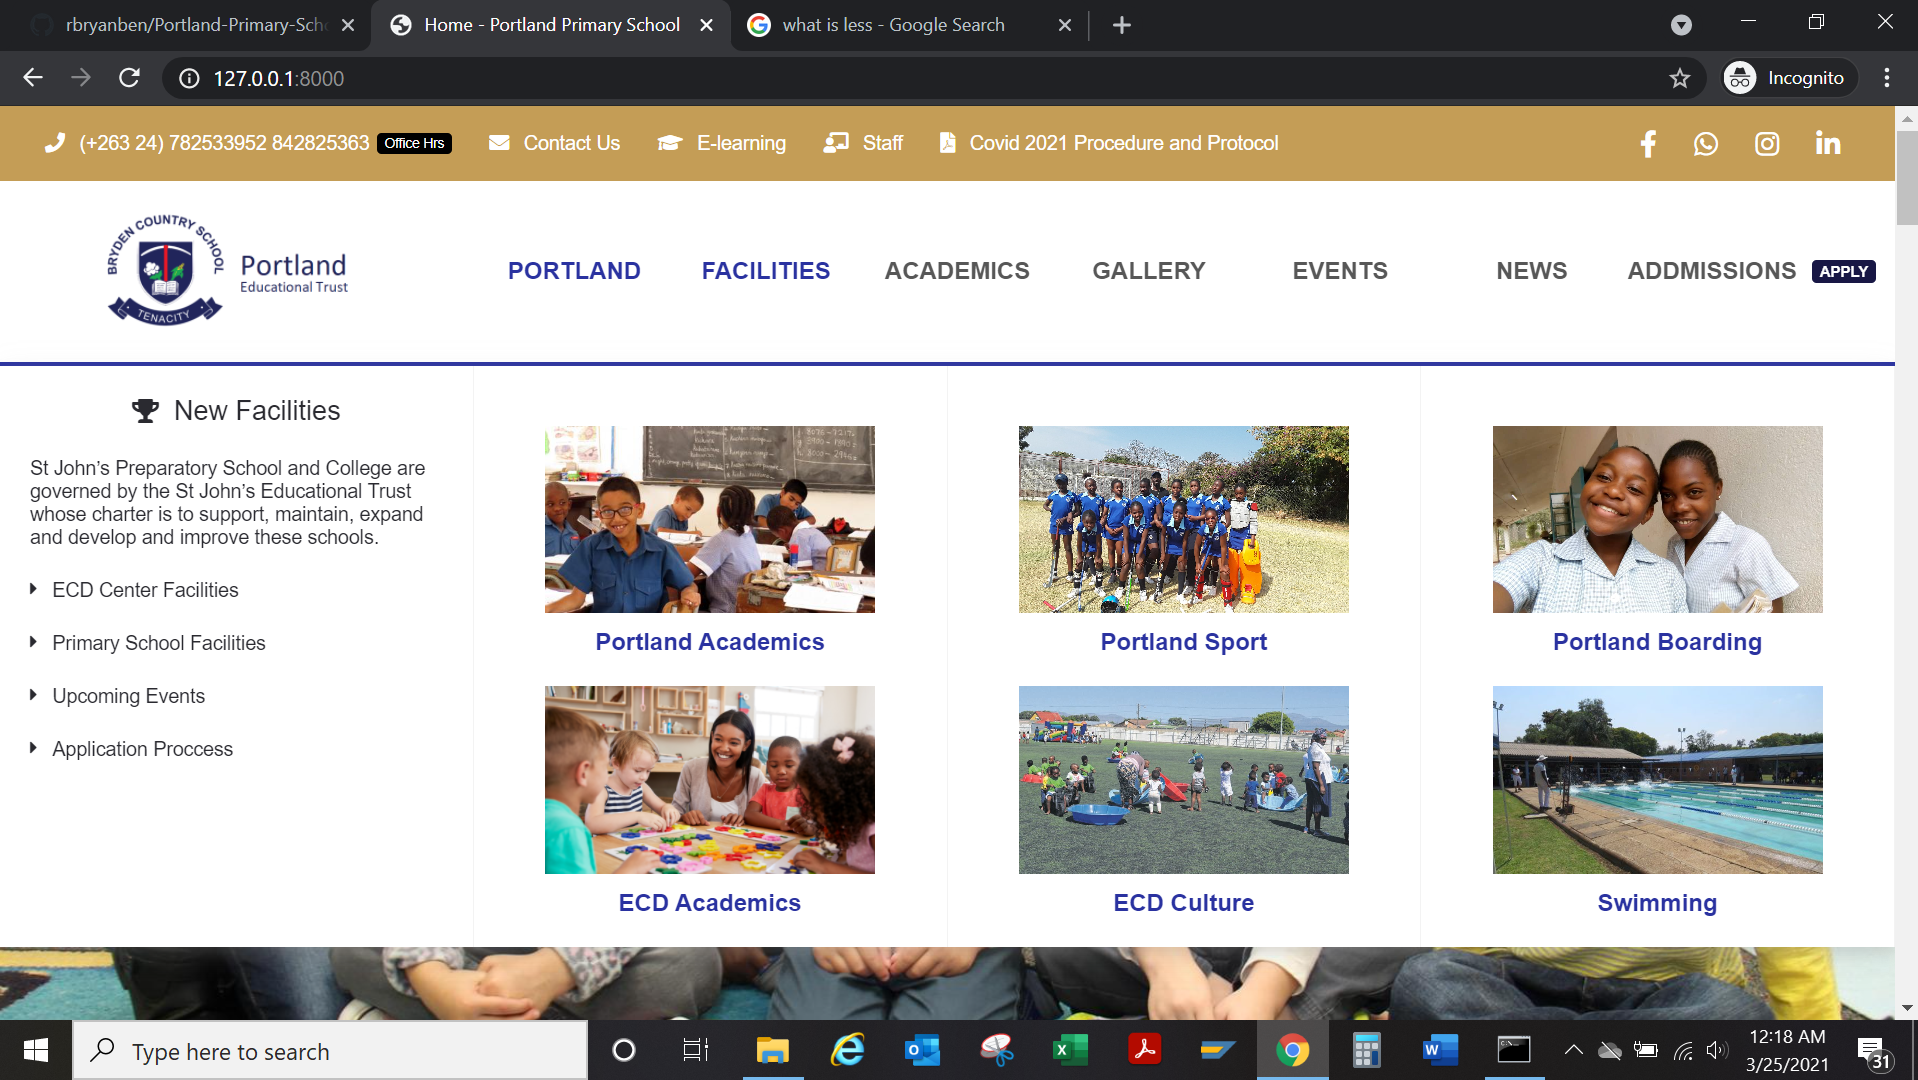 rbryanben/Portland-Primary-Sch
Home - Portland Primary School
what is less - Google Search
127.0.0.1:8000
Incognito
(+263 24) 782533952 842825363 Office Hrs
Contact Us
E-learning
Staff
Covid 2021 Procedure and Protocol
BRYDEN COUNTRY SCHOOL
TENACITY
Portland
Educational Trust
PORTLAND
FACILITIES
ACADEMICS
GALLERY
EVENTS
NEWS
ADDMISSIONS APPLY
New Facilities
St John’s Preparatory School and College are
governed by the St John’s Educational Trust
whose charter is to support, maintain, expand
and develop and improve these schools.
ECD Center Facilities
Primary School Facilities
Upcoming Events
Application Proccess
Portland Academics
Portland Sport
Portland Boarding
ECD Academics
ECD Culture
Swimming
Type here to search
12:18 AM
3/25/2021
31